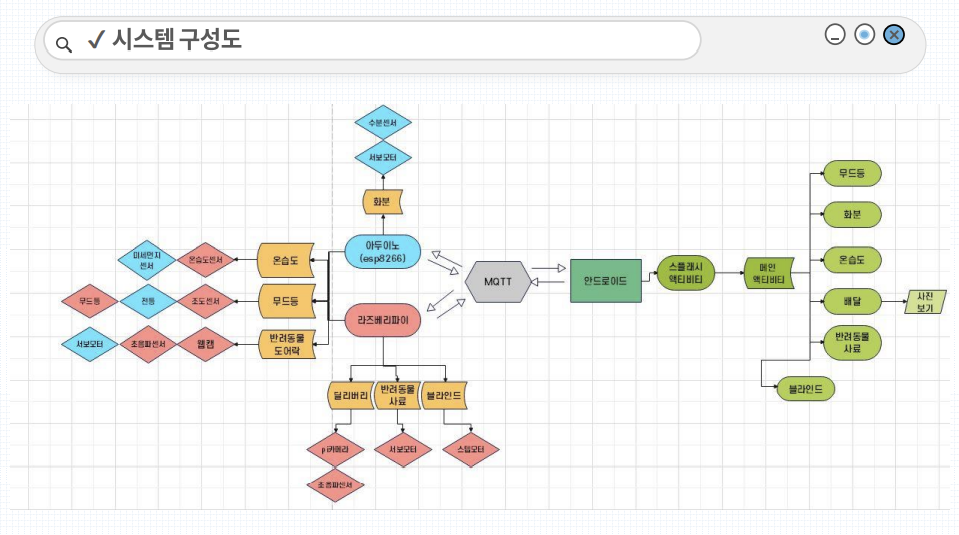 ✓ 시스템 구성도
수분센서
서보모터
화분
아두이노
(esp8266)
미세먼지
센서
온습도센서
온습도
무드등
전등
조도센서
무드등
서보모터
초음파센서
웹캠
반려동물
도어락
라즈베리파이
MQTT
안드로이드
스플래시
액티비티
메인
액티비티
무드등
화분
온습도
배달
사진
보기
반려동물
사료
블라인드
딜리버리
반려동물
사료
블라인드
pi카메라
서보모터
스텝모터
초음파센서